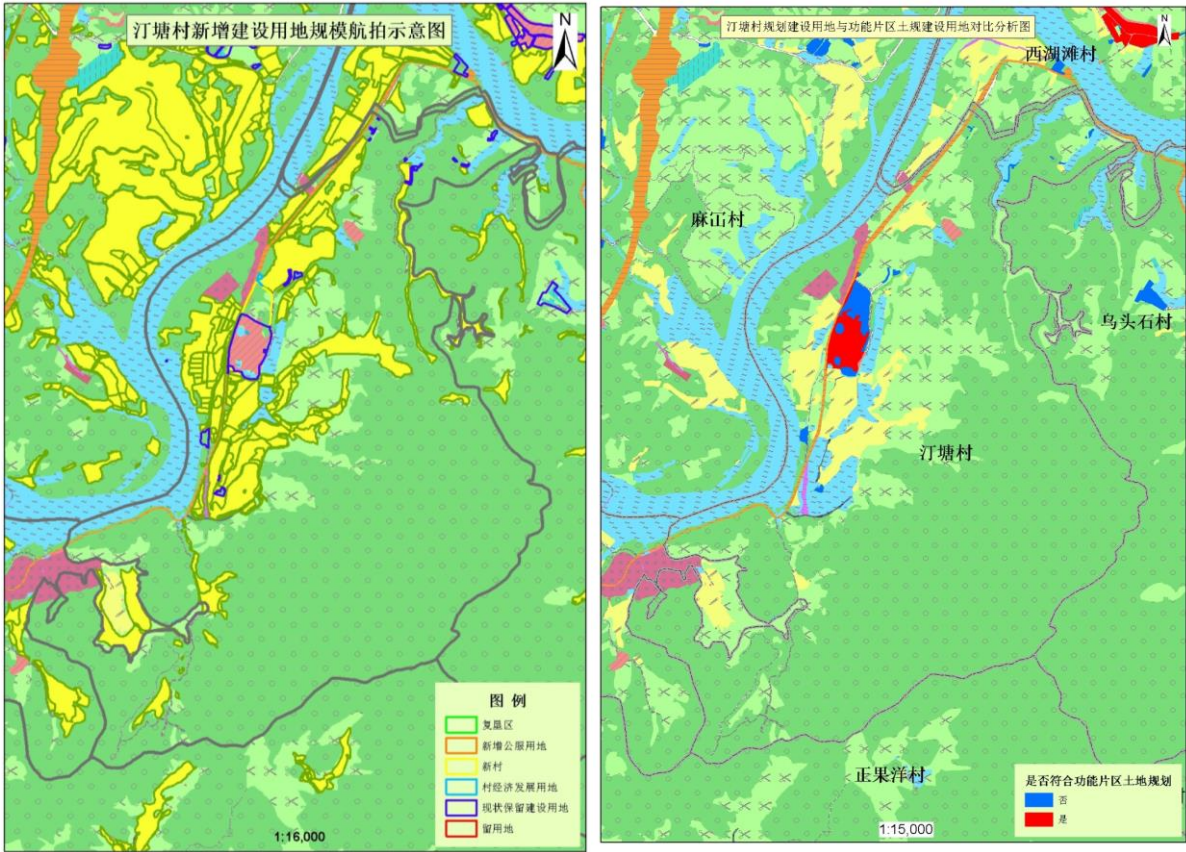 汀塘村新增建设用地规模航拍示意图
N
图 例
复垦区
新增公服用地
新村
村经济发展用地
现状保留建设用地
留用地
1:16,000
汀塘村规划建设用地与功能片区土规建设用地对比分析图
N
西湖滩村
麻冚村
乌头石村
汀塘村
正果洋村
是否符合功能片区土地规划
否
是
1:15,000